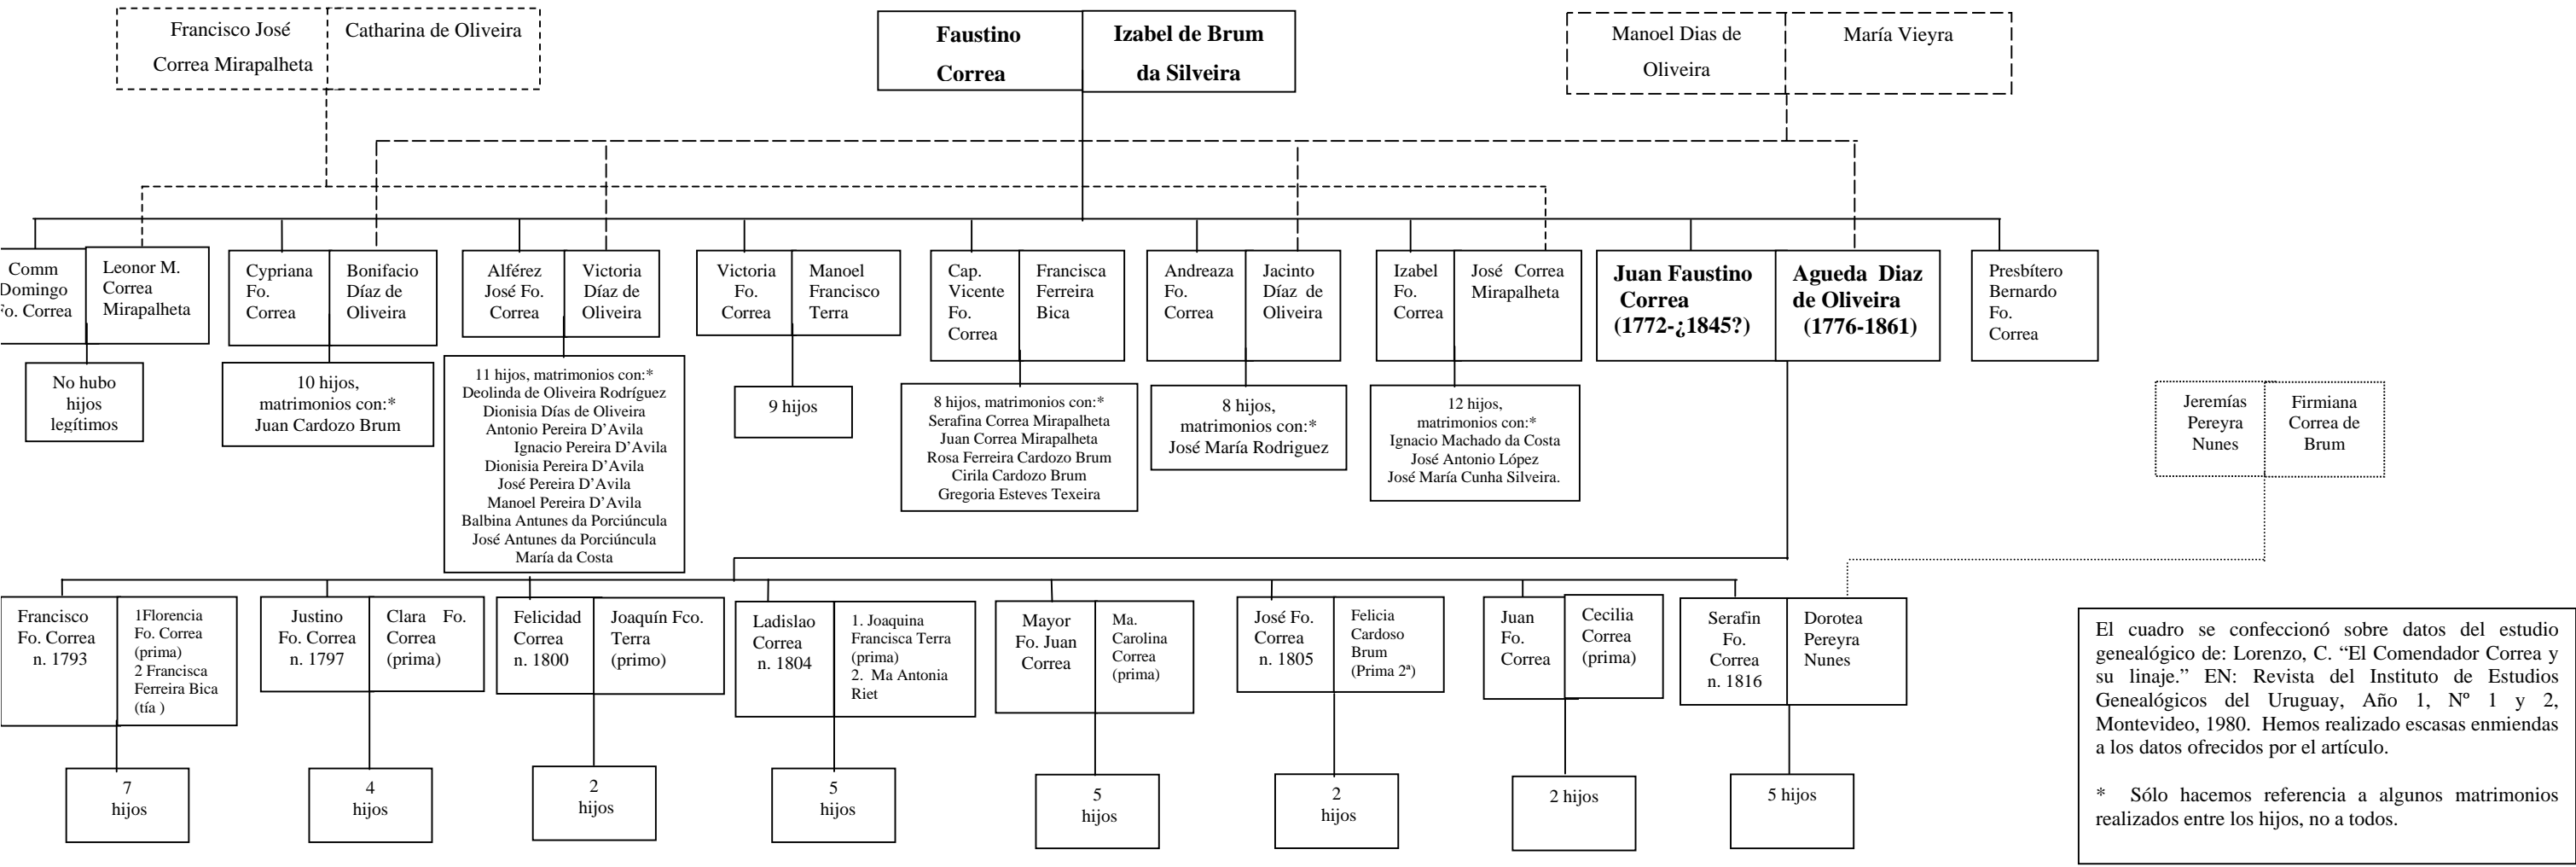 Francisco José
Correa Mirapalheta
Catharina de Oliveira
Faustino
Correa
Izabel de Brum
da Silveira
Manoel Dias de
Oliveira
María Vieyra
Comm
Domingo
Fo. Correa
Leonor M.
Correa
Mirapalheta
Cypriana
Fo.
Correa
Bonifacio
Díaz de
Oliveira
Alférez
José Fo.
Correa
Victoria
Díaz de
Oliveira
Victoria
Fo.
Correa
Manoel
Francisco
Terra
Cap.
Vicente
Fo.
Correa
Francisca
Ferreira
Bica
Andreaza
Fo.
Correa
Jacinto
Díaz de
Oliveira
Izabel
Fo.
Correa
José Correa
Mirapalheta
Juan Faustino
Correa
(1772-¿1845?)
Agueda Diaz
de Oliveira
(1776-1861)
Presbítero
Bernardo
Fo.
Correa
No hubo
hijos
legítimos
10 hijos,
matrimonios con:*
Juan Cardozo Brum
11 hijos, matrimonios con:*
Deolinda de Oliveira Rodríguez
Dionisia Días de Oliveira
Antonio Pereira D’Avila
Ignacio Pereira D’Avila
Dionisia Pereira D’Avila
José Pereira D’Avila
Manoel Pereira D’Avila
Balbina Antunes da Porciúncula
José Antunes da Porciúncula
María da Costa
9 hijos
8 hijos, matrimonios con:*
Serafina Correa Mirapalheta
Juan Correa Mirapalheta
Rosa Ferreira Cardozo Brum
Cirila Cardozo Brum
Gregoria Esteves Texeira
8 hijos,
matrimonios con:*
José María Rodriguez
12 hijos,
matrimonios con:*
Ignacio Machado da Costa
José Antonio López
José María Cunha Silveira.
Jeremías
Pereyra
Nunes
Firmiana
Correa de
Brum
Francisco
Fo. Correa
n. 1793
1Florencia
Fo. Correa
(prima)
2 Francisca
Ferreira Bica
(tía )
Justino
Fo. Correa
n. 1797
Clara Fo.
Correa
(prima)
Felicidad
Correa
n. 1800
Joaquín Fco.
Terra
(primo)
Ladislao
Correa
n. 1804
1. Joaquina
Francisca Terra
(prima)
2. Ma Antonia
Riet
Mayor
Fo. Juan
Correa
Ma.
Carolina
Correa
(prima)
José Fo.
Correa
n. 1805
Felicia
Cardoso
Brum
(Prima 2ª)
Juan
Fo.
Correa
Cecilia
Correa
(prima)
Serafin
Fo.
Correa
n. 1816
Dorotea
Pereyra
Nunes
7
hijos
4
hijos
2
hijos
5
hijos
5
hijos
2
hijos
2 hijos
5 hijos
El cuadro se confeccionó sobre datos del estudio
genealógico de: Lorenzo, C. “El Comendador Correa y
su linaje.” EN: Revista del Instituto de Estudios
Genealógicos del Uruguay, Año 1, Nº 1 y 2,
Montevideo, 1980. Hemos realizado escasas enmiendas
a los datos ofrecidos por el artículo.
* Sólo hacemos referencia a algunos matrimonios
realizados entre los hijos, no a todos.